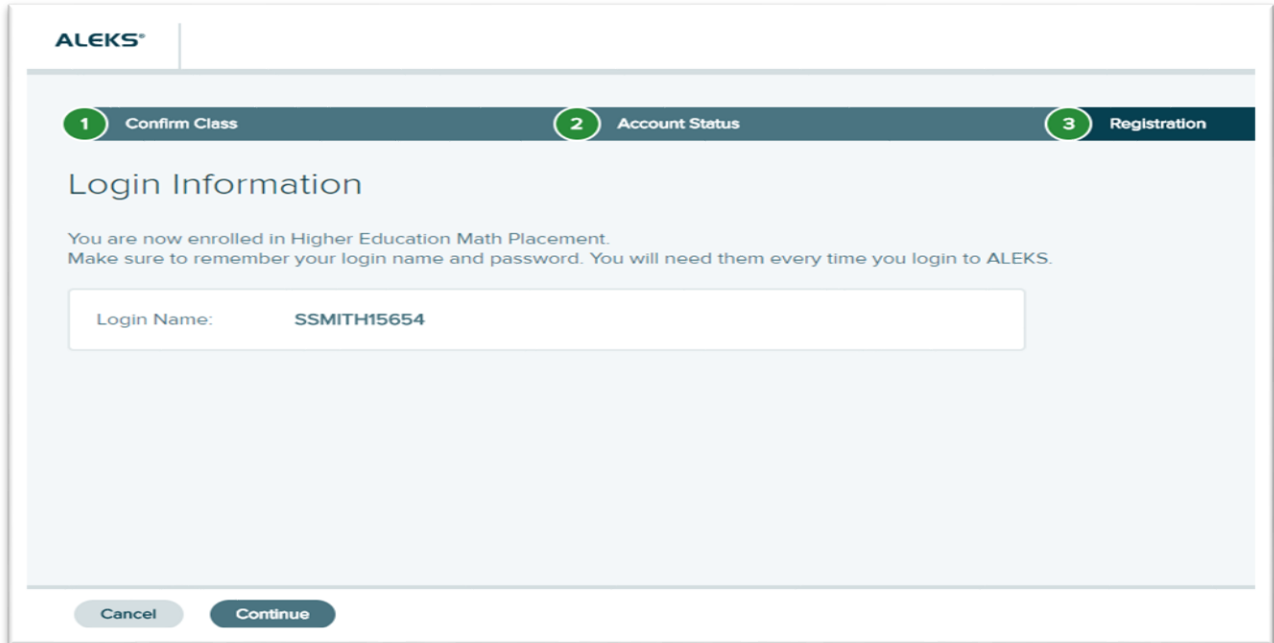 ALEKS®
1 Confirm Class 2 Account Status 3 Registration
Login Information
You are now enrolled in Higher Education Math Placement.
Make sure to remember your login name and password. You will need them every time you login to ALEKS.
Login Name: SSMITH15654
Cancel Continue